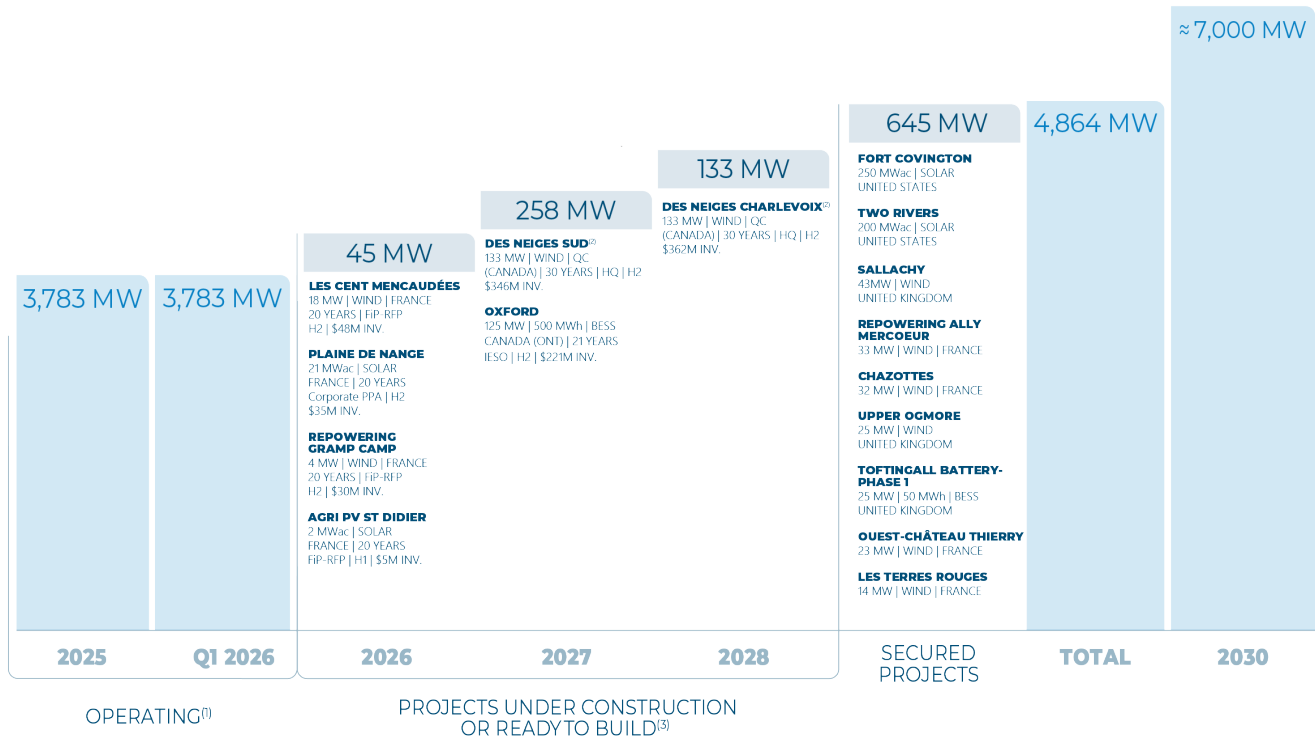 ≈ 7,000 MW
645 MW
4,864 MW
133 MW
258 MW
45 MW
3,783 MW
3,783 MW
LES CENT MENCAUDÉES
18 MW | WIND | FRANCE
20 YEARS | FiP-RFP
H2 | $48M INV.
PLAINE DE NANGE
21 MWac | SOLAR
FRANCE | 20 YEARS
Corporate PPA | H2
$35M INV.
REPOWERING
GRAMP CAMP
4 MW | WIND | FRANCE
20 YEARS | FiP-RFP
H2 | $30M INV.
AGRI PV ST DIDIER
2 MWac | SOLAR
FRANCE | 20 YEARS
FiP-RFP | H1 | $5M INV.
DES NEIGES SUD(2)
133 MW | WIND | QC
(CANADA) | 30 YEARS | HQ | H2
$346M INV.
OXFORD
125 MW | 500 MWh | BESS
CANADA (ONT) | 21 YEARS
IESO | H2 | $221M INV.
DES NEIGES CHARLEVOIX(2)
133 MW | WIND | QC
(CANADA) | 30 YEARS | HQ | H2
$362M INV.
FORT COVINGTON
250 MWac | SOLAR
UNITED STATES
TWO RIVERS
200 MWac | SOLAR
UNITED STATES
SALLACHY
43MW | WIND
UNITED KINGDOM
REPOWERING ALLY
MERCOEUR
33 MW | WIND | FRANCE
CHAZOTTES
32 MW | WIND | FRANCE
UPPER OGMORE
25 MW | WIND
UNITED KINGDOM
TOFTINGALL BATTERY-
PHASE 1
25 MW | 50 MWh | BESS
UNITED KINGDOM
OUEST-CHÂTEAU THIERRY
23 MW | WIND | FRANCE
LES TERRES ROUGES
14 MW | WIND | FRANCE
2025
Q1 2026
2026
2027
2028
SECURED
PROJECTS
TOTAL
2030
OPERATING(1)
PROJECTS UNDER CONSTRUCTION
OR READY TO BUILD(3)